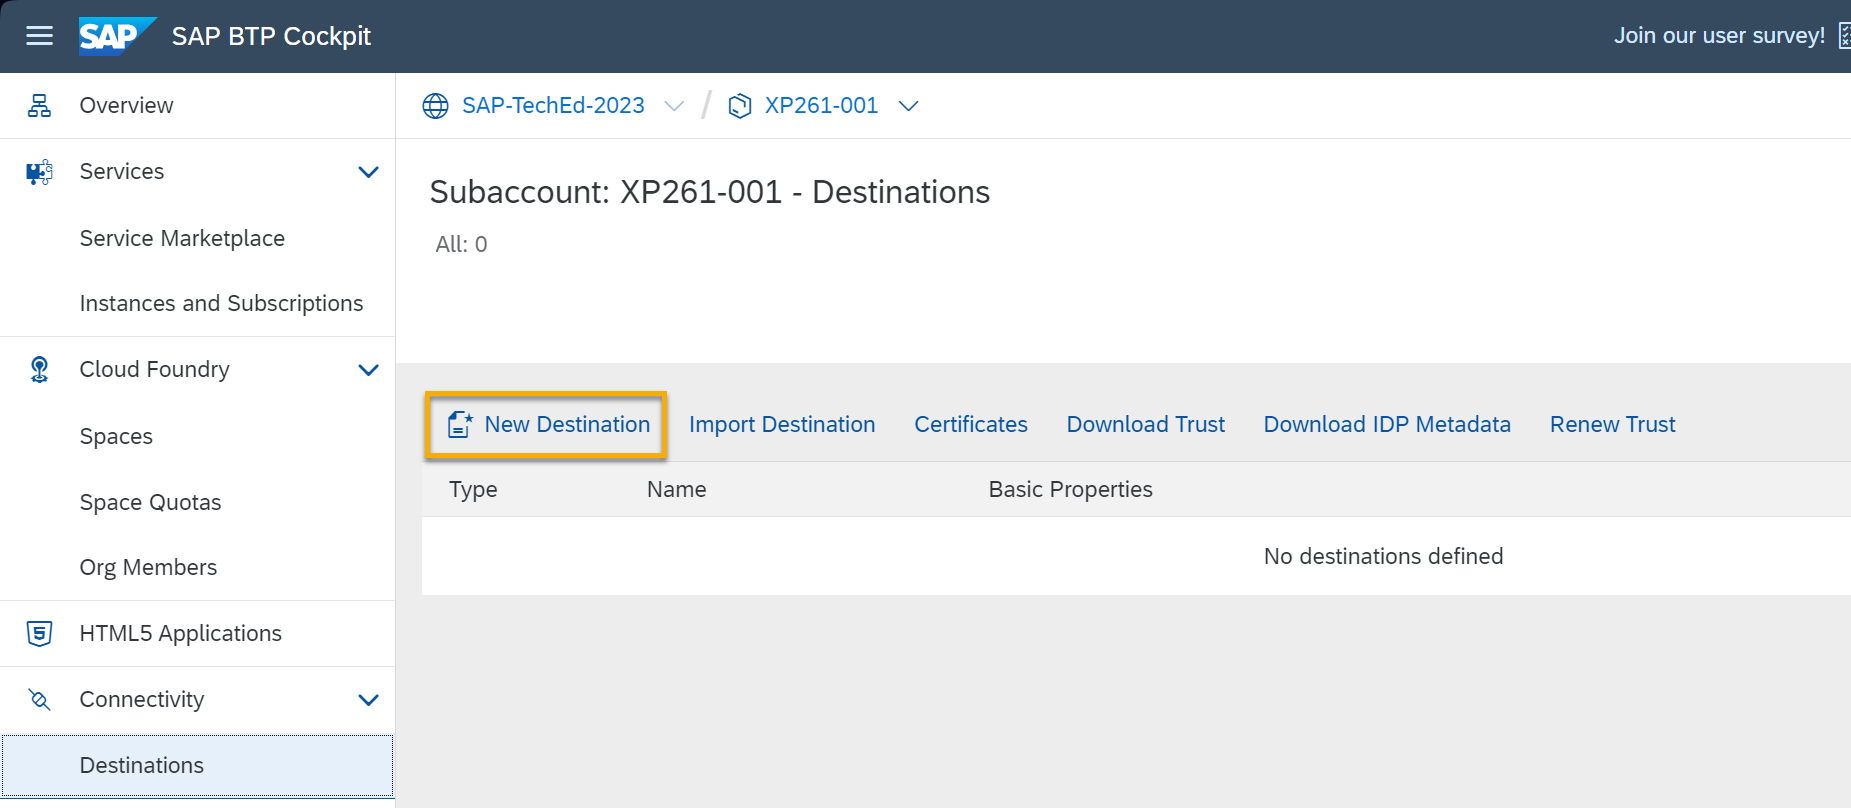 SAP SAP BTP Cockpit
Join our user survey!
Overview
Services
Service Marketplace
Instances and Subscriptions
Cloud Foundry
Spaces
Space Quotas
Org Members
HTML5 Applications
Connectivity
Destinations
SAP-TechEd-2023 / XP261-001
Subaccount: XP261-001 - Destinations
All: 0
New Destination Import Destination Certificates Download Trust Download IDP Metadata Renew Trust
Type Name Basic Properties
No destinations defined